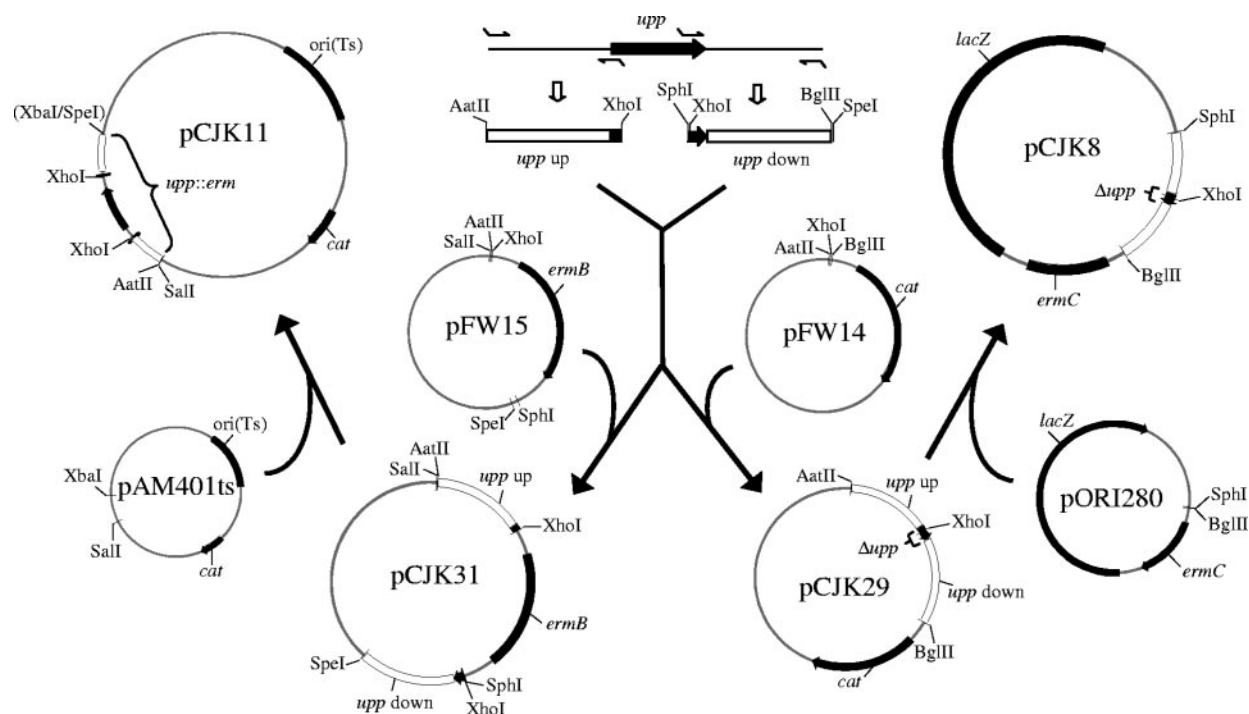 upp
AatII
XhoI
SphI
XhoI
BglII
SpeI
upp up
upp down
ori(Ts)
(XbaI/SpeI)
pCJK11
XhoI
upp::erm
XhoI
cat
AatII
SalI
lacZ
SphI
pCJK8
Δupp
XhoI
BglII
ermC
AatII
SalI
XhoI
ermB
pFW15
SpeI
SphI
XhoI
AatII
BglII
cat
pFW14
ori(Ts)
XbaI
pAM401ts
SalI
cat
AatII
SalI
upp up
XhoI
pCJK31
ermB
SpeI
SphI
XhoI
upp down
AatII
upp up
XhoI
Δupp
pCJK29
upp down
BglII
cat
lacZ
SphI
pORI280
BglII
ermC